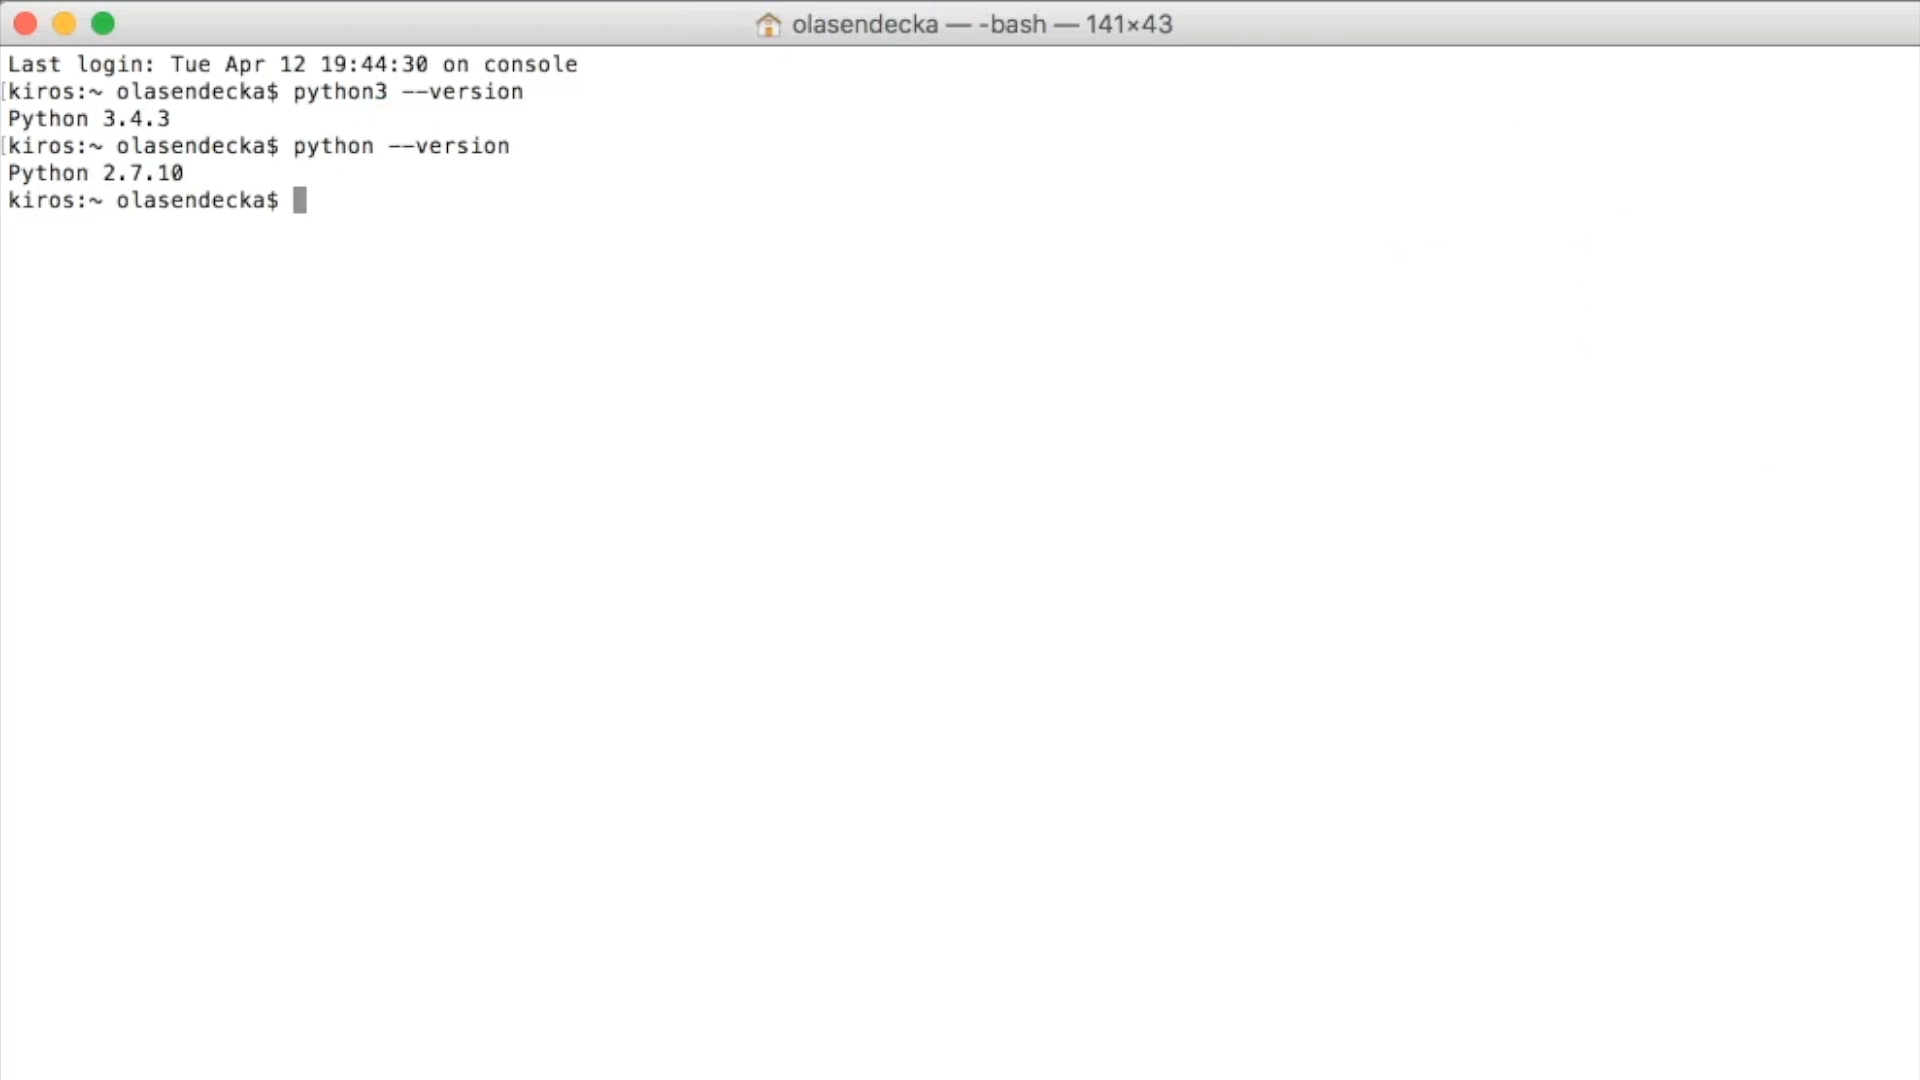 olasendecka — -bash — 141×43
Last login: Tue Apr 12 19:44:30 on console
[kiros:~ olasendecka$ python3 --version
Python 3.4.3
[kiros:~ olasendecka$ python --version
Python 2.7.10
kiros:~ olasendecka$